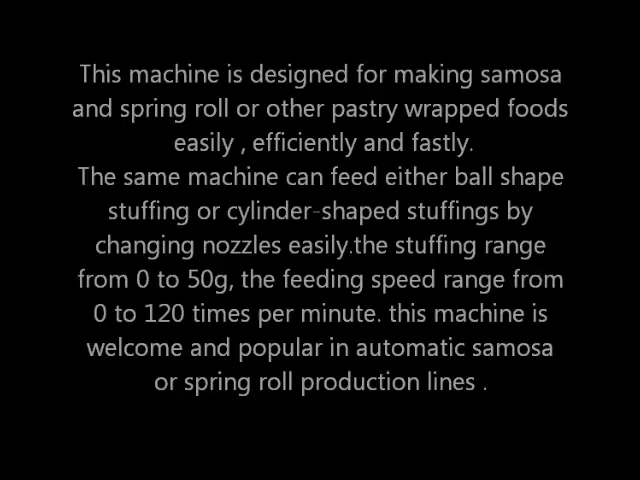 This machine is designed for making samosa
and spring roll or other pastry wrapped foods
easily , efficiently and fastly.
The same machine can feed either ball shape
stuffing or cylinder-shaped stuffings by
changing nozzles easily.the stuffing range
from 0 to 50g, the feeding speed range from
0 to 120 times per minute. this machine is
welcome and popular in automatic samosa
or spring roll production lines .